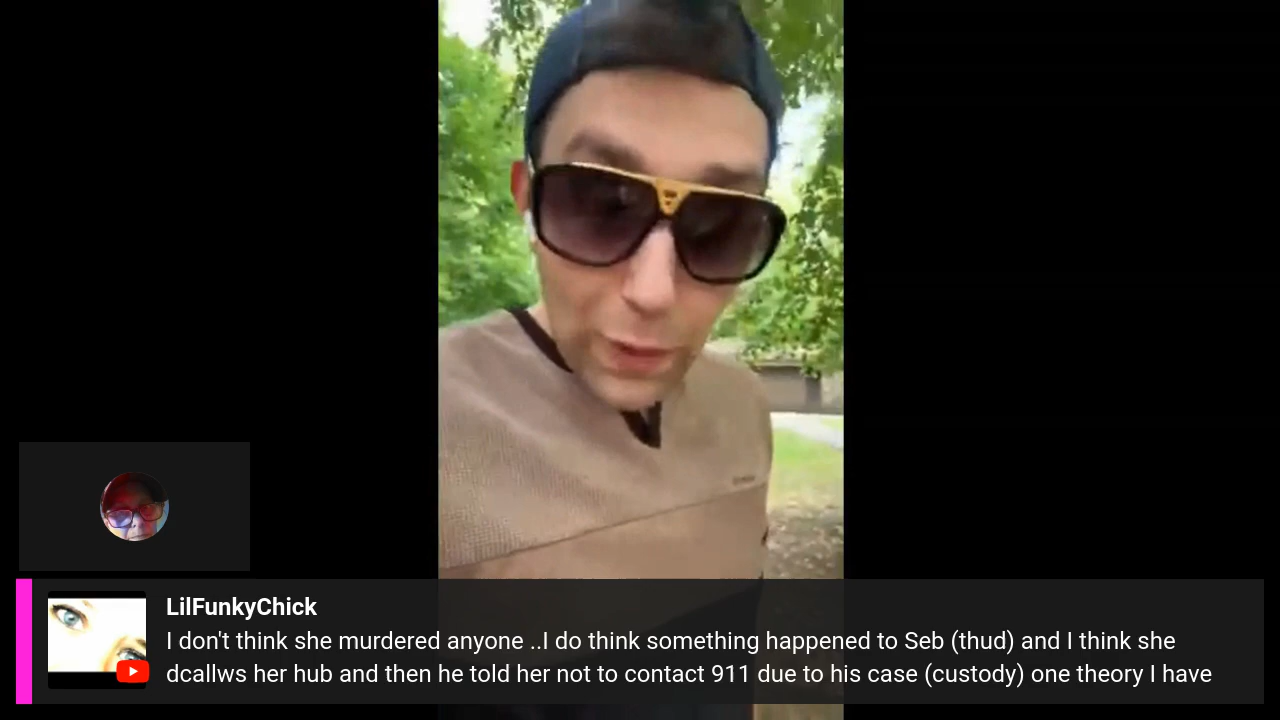 LilFunkyChick
I don't think she murdered anyone ..I do think something happened to Seb (thud) and I think she
dcallws her hub and then he told her not to contact 911 due to his case (custody) one theory I have